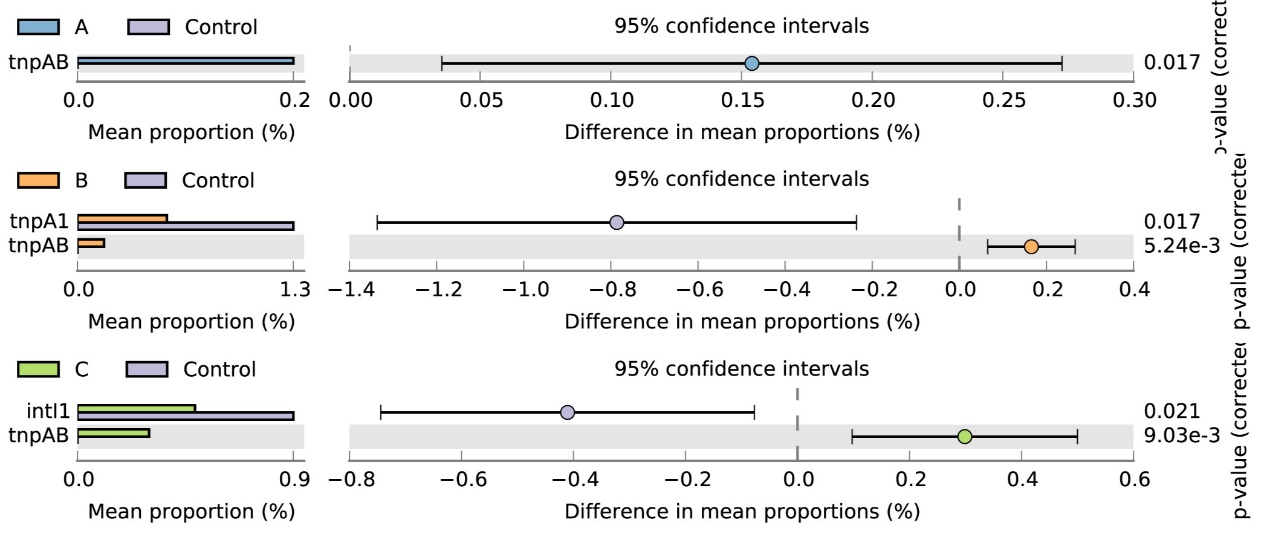 A Control 95% confidence intervals
tnpAB 0.017
0.0 0.2 0.00 0.05 0.10 0.15 0.20 0.25 0.30
Mean proportion (%) Difference in mean proportions (%)
p-value (correct
B Control 95% confidence intervals
tnpA1 0.017
tnpAB 5.24e-3
0.0 1.3 −1.4 −1.2 −1.0 −0.8 −0.6 −0.4 −0.2 0.0 0.2 0.4
Mean proportion (%) Difference in mean proportions (%)
p-value (corrected
C Control 95% confidence intervals
intI1 0.021
tnpAB 9.03e-3
0.0 0.9 −0.8 −0.6 −0.4 −0.2 0.0 0.2 0.4 0.6
Mean proportion (%) Difference in mean proportions (%)
p-value (corrected